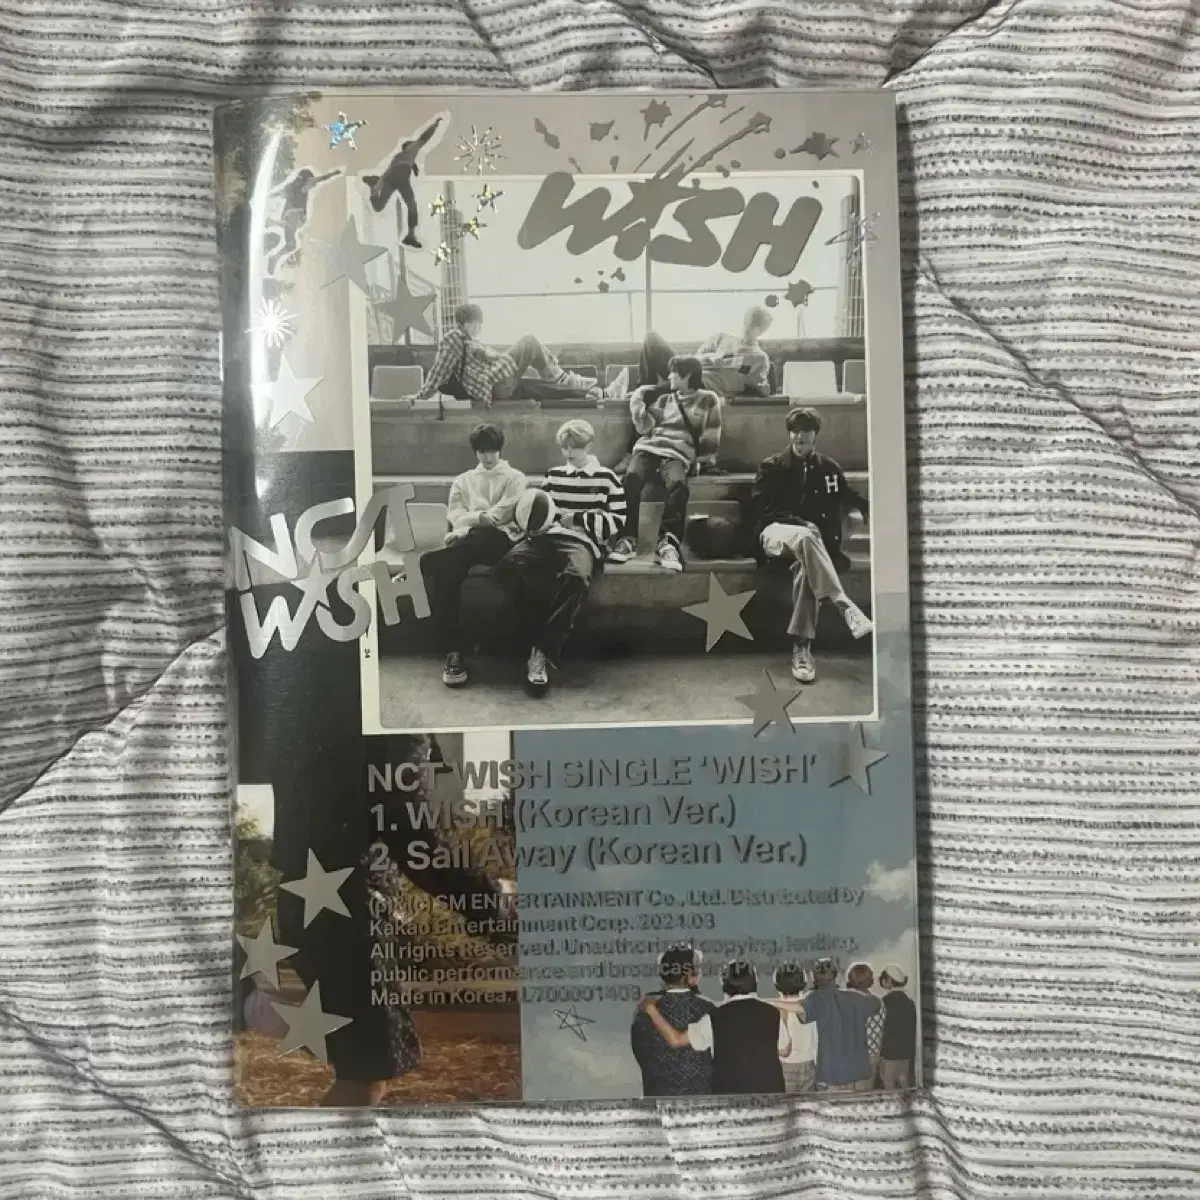 WISH
H
NCT
WISH
34
NCT WISH SINGLE ‘WISH’
1. WISH (Korean Ver.)
2. Sail Away (Korean Ver.)
(p)&(c) SM ENTERTAINMENT Co., Ltd. Distributed by
Kakao Entertainment Corp. 2024.03
All rights Reserved. Unauthorized copying, lending,
public performance and broadcasting Prohibited.
Made in Korea. L700001409